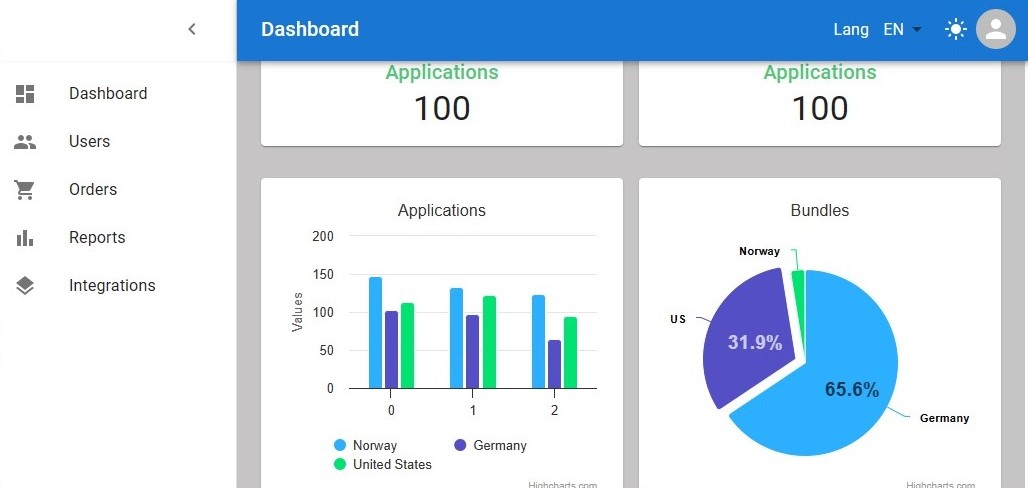 Dashboard
Lang EN
Dashboard
Users
Orders
Reports
Integrations
Applications
100
Applications
100
Applications
200
150
100
50
0
Values
0 1 2
Norway Germany
United States
Highcharts.com
Bundles
Norway
US
31.9%
65.6%
Germany
Highcharts.com